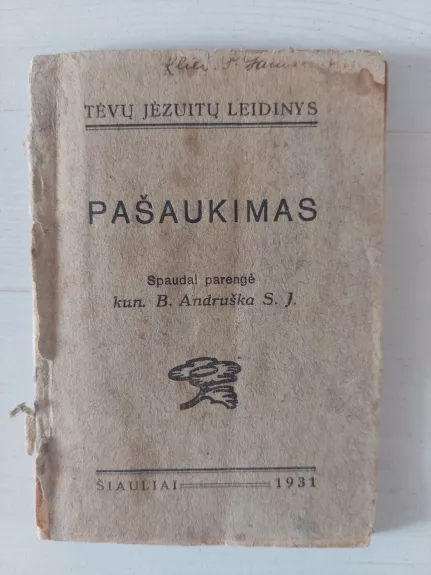 TĖVŲ JĖZUITŲ LEIDINYS
PAŠAUKIMAS
Spaudai parengė
kun. B. Andruška S. J.
ŠIAULIAI 1931